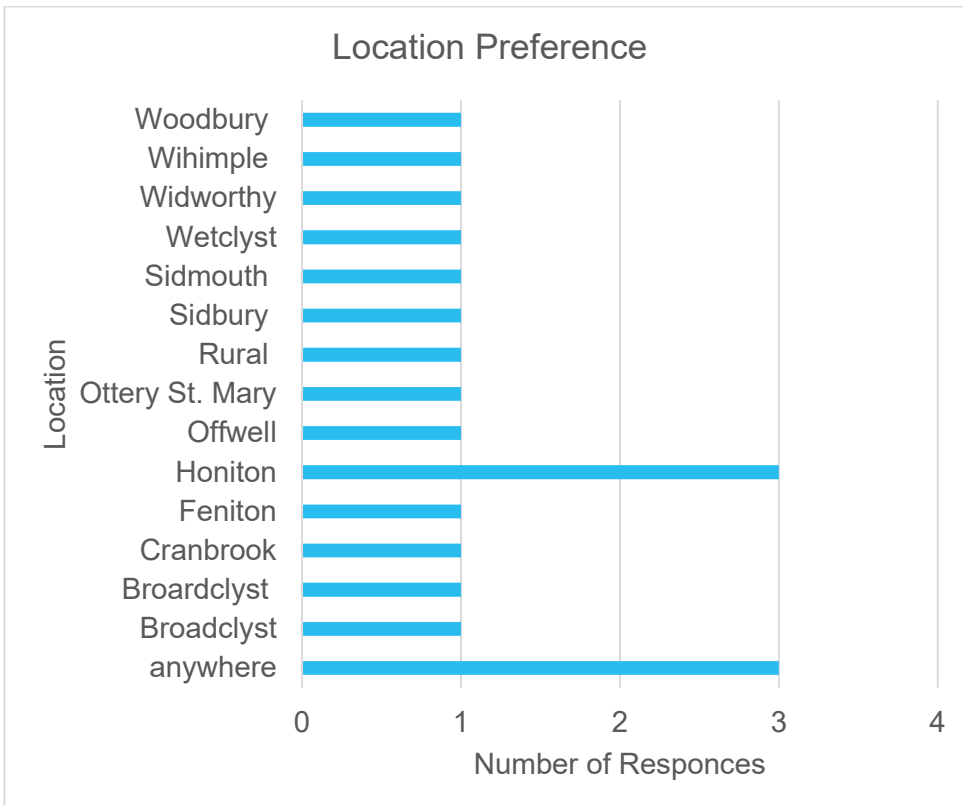 Location Preference
Woodbury
Wihimple
Widworthy
Wetclyst
Sidmouth
Sidbury
Rural
Ottery St. Mary
Offwell
Honiton
Feniton
Cranbrook
Broardclyst
Broadclyst
anywhere
Location
0 1 2 3 4
Number of Responces